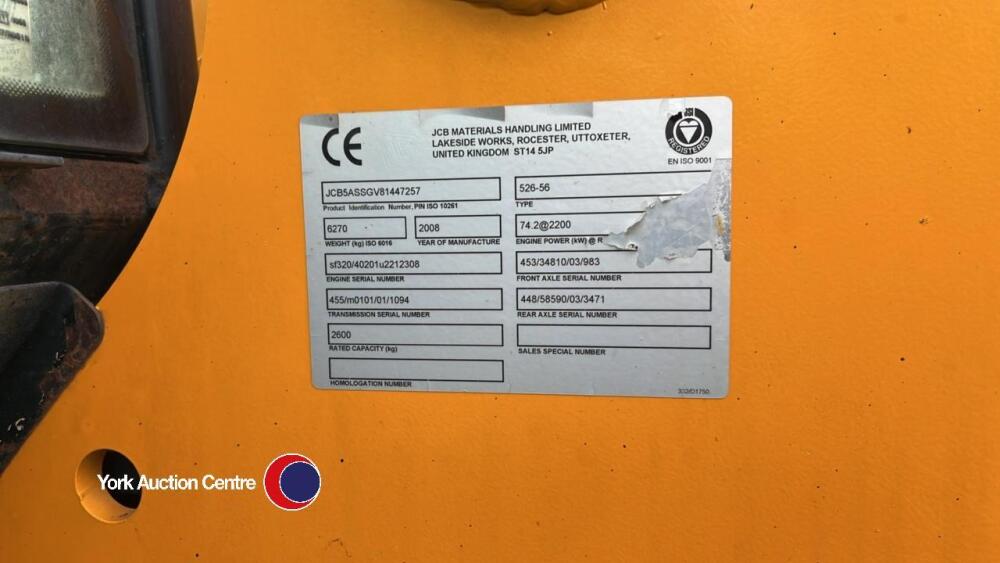 CE
JCB MATERIALS HANDLING LIMITED
LAKESIDE WORKS, ROCESTER, UTTOXETER,
UNITED KINGDOM ST14 5JP
REGISTERED
EN ISO 9001
JCB5ASSGV81447257
Product Identification Number, PIN ISO 10261
526-56
TYPE
6270
WEIGHT (kg) ISO 6016
2008
YEAR OF MANUFACTURE
74.2@2200
ENGINE POWER (kW) @ R
sf320/40201u2212308
ENGINE SERIAL NUMBER
453/34810/03/983
FRONT AXLE SERIAL NUMBER
455/m0101/01/1094
TRANSMISSION SERIAL NUMBER
448/58590/03/3471
REAR AXLE SERIAL NUMBER
2600
RATED CAPACITY (kg)
SALES SPECIAL NUMBER
HOMOLOGATION NUMBER
York Auction Centre